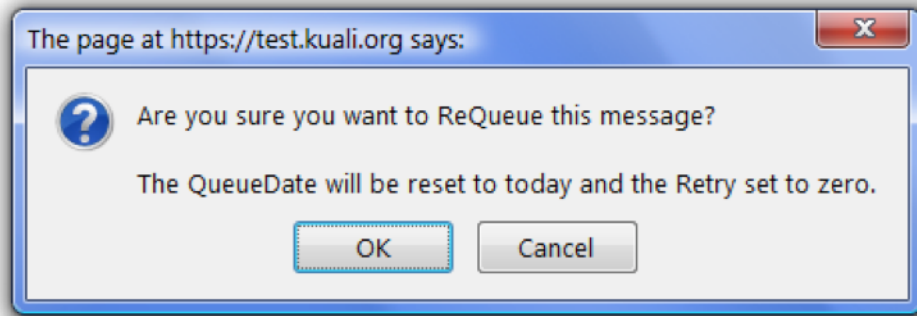 The page at https://test.kuali.org says:
Are you sure you want to ReQueue this message?
The QueueDate will be reset to today and the Retry set to zero.
OK
Cancel